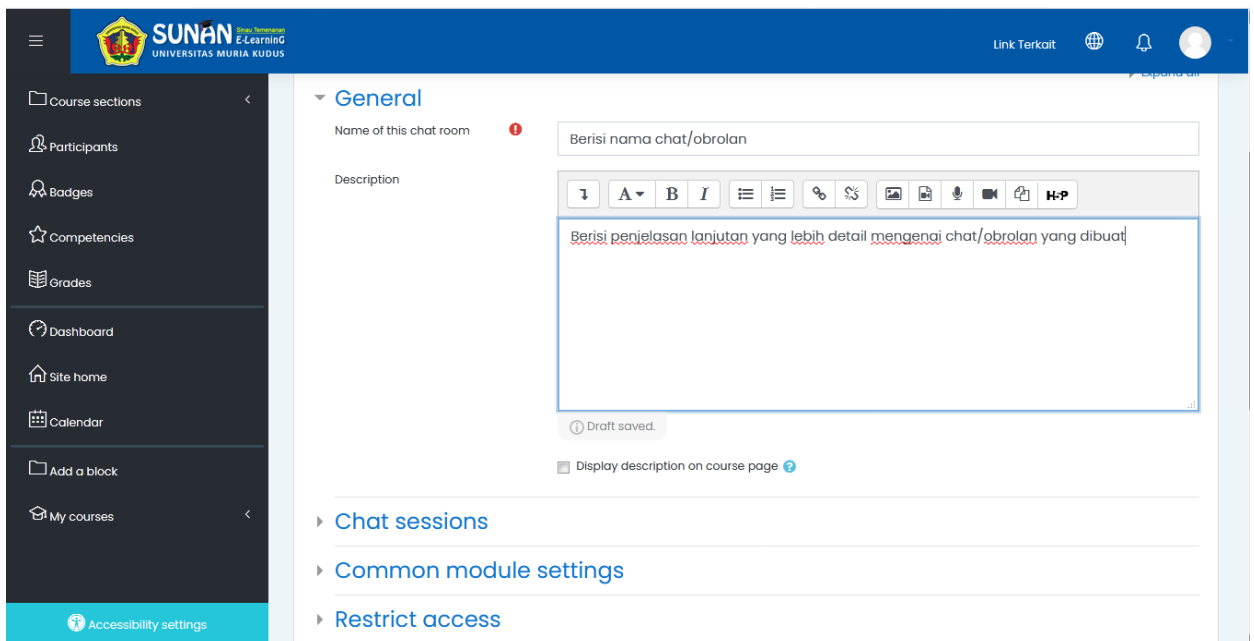 SUNAN Sinau Temenanan
E-LearninG
UNIVERSITAS MURIA KUDUS
Link Terkait
Course sections
Participants
Badges
Competencies
Grades
Dashboard
Site home
Calendar
Add a block
My courses
Accessibility settings
Expand all
General
Name of this chat room
Berisi nama chat/obrolan
Description
A B I H-P
Berisi penjelasan lanjutan yang lebih detail mengenai chat/obrolan yang dibuat
Draft saved.
Display description on course page
Chat sessions
Common module settings
Restrict access